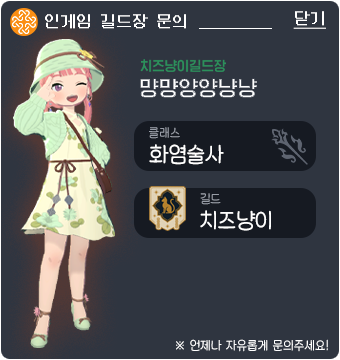 인게임 길드장 문의
닫기
치즈냥이길드장
먕먕양양냥냥
클래스
화염술사
길드
치즈냥이
※ 언제나 자유롭게 문의주세요!